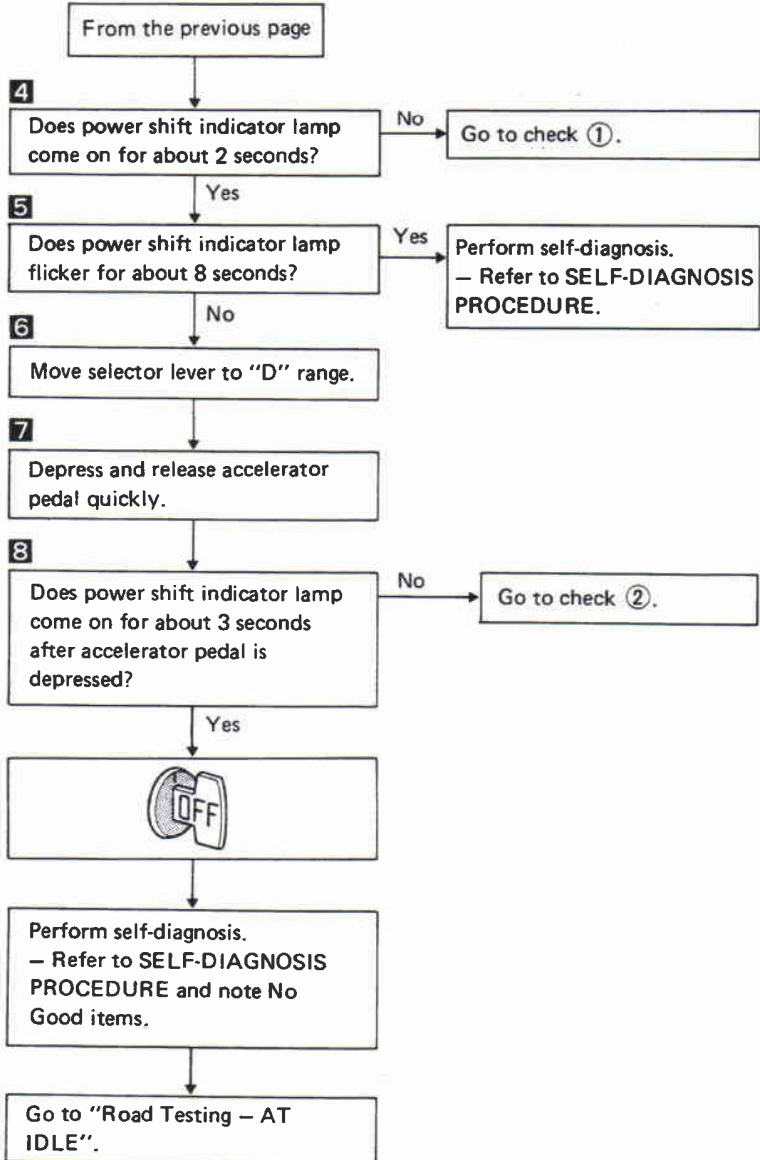 From the previous page
4
Does power shift indicator lamp
come on for about 2 seconds?
No
Go to check ①.
Yes
5
Does power shift indicator lamp
flicker for about 8 seconds?
Yes
Perform self-diagnosis.
— Refer to SELF-DIAGNOSIS
PROCEDURE.
No
6
Move selector lever to "D" range.
7
Depress and release accelerator
pedal quickly.
8
Does power shift indicator lamp
come on for about 3 seconds
after accelerator pedal is
depressed?
No
Go to check ②.
Yes
OFF
Perform self-diagnosis.
— Refer to SELF-DIAGNOSIS
PROCEDURE and note No
Good items.
Go to "Road Testing — AT
IDLE".